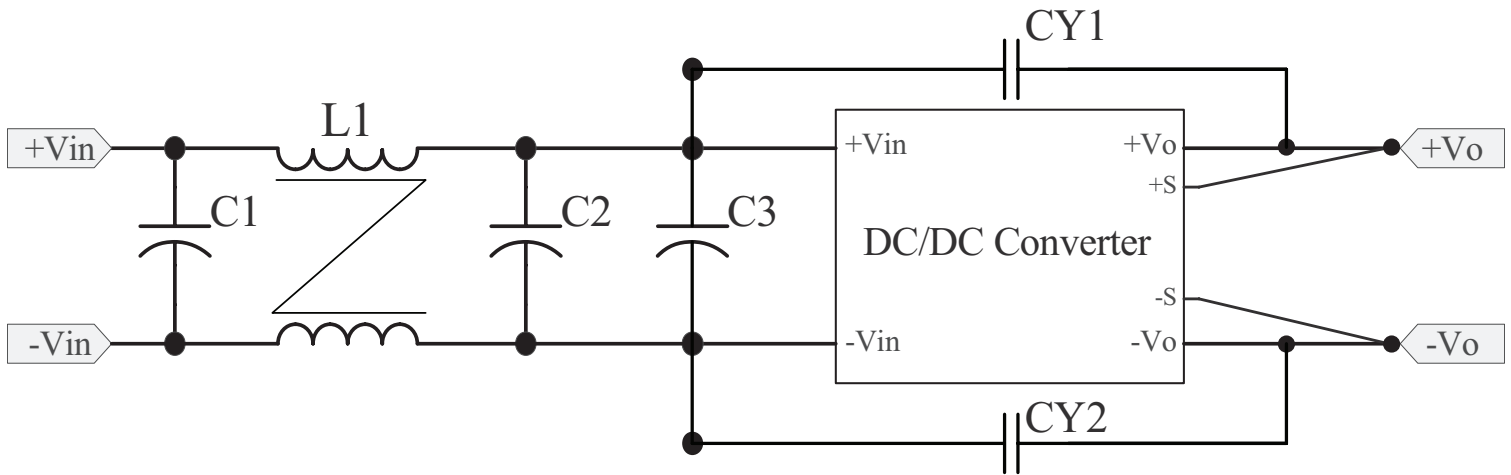 CY1
L1
+Vin
+Vin
+Vo
+Vo
+S
C1
C2
C3
DC/DC Converter
-S
-Vin
-Vin
-Vo
-Vo
CY2